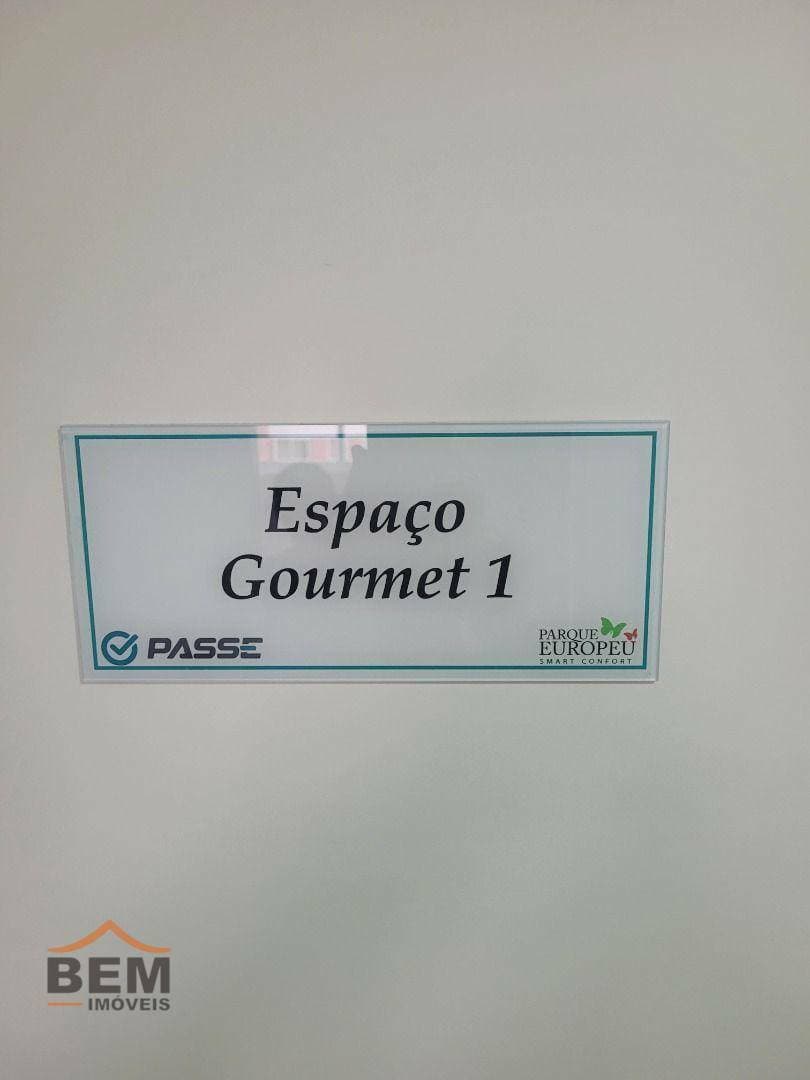 Espaço
Gourmet 1
PASSE
PARQUE
EUROPEU
SMART CONFORT
BEM
IMÓVEIS